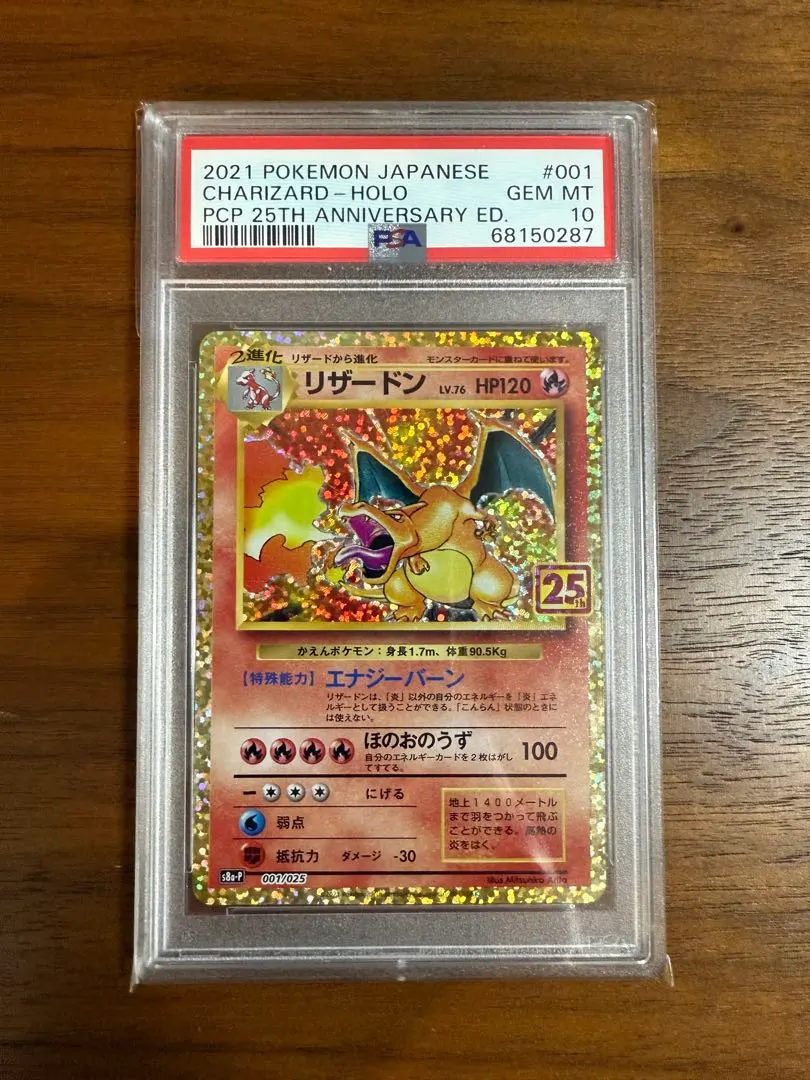 2021 POKEMON JAPANESE #001
CHARIZARD-HOLO GEM MT
PCP 25TH ANNIVERSARY ED. 10
PSA 68150287
2進化 リザードから進化 モンスターカードに重ねて使います。
リザードン LV.76 HP120
25th
かえんポケモン:身長1.7m、体重90.5Kg
【特殊能力】エナジーバーン
リザードンは、「炎」以外の自分のエネルギーを「炎」エネ
ルギーとして扱うことができる。「こんらん」状態のときに
は使えない。
ほのおのうず 100
自分のエネルギーカードを2枚はがし
てすてる。
ー にげる
弱点
抵抗力 ダメージ -30
地上1400メートル
まで羽をつかって飛ぶ
ことができる。高熱の
炎をはく。
s8a-P 001/025
Illus.Mitsuhiro Arita